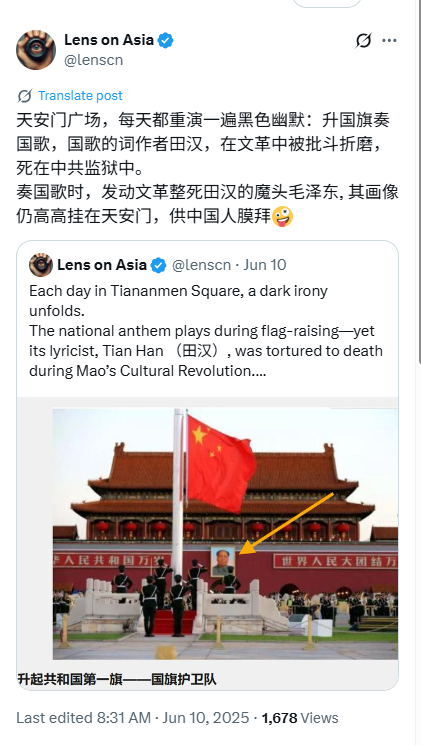 Lens on Asia
@lenscn
Translate post
天安门广场，每天都重演一遍黑色幽默：升国旗奏
国歌，国歌的词作者田汉，在文革中被批斗折磨，
死在中共监狱中。
奏国歌时，发动文革整死田汉的魔头毛泽东, 其画像
仍高高挂在天安门，供中国人膜拜🤪
Lens on Asia @lenscn · Jun 10
Each day in Tiananmen Square, a dark irony
unfolds.
The national anthem plays during flag-raising—yet
its lyricist, Tian Han （田汉）, was tortured to death
during Mao’s Cultural Revolution....
华人民共和国万岁
世界人民大团结万
升起共和国第一旗——国旗护卫队
Last edited 8:31 AM · Jun 10, 2025 · 1,678 Views